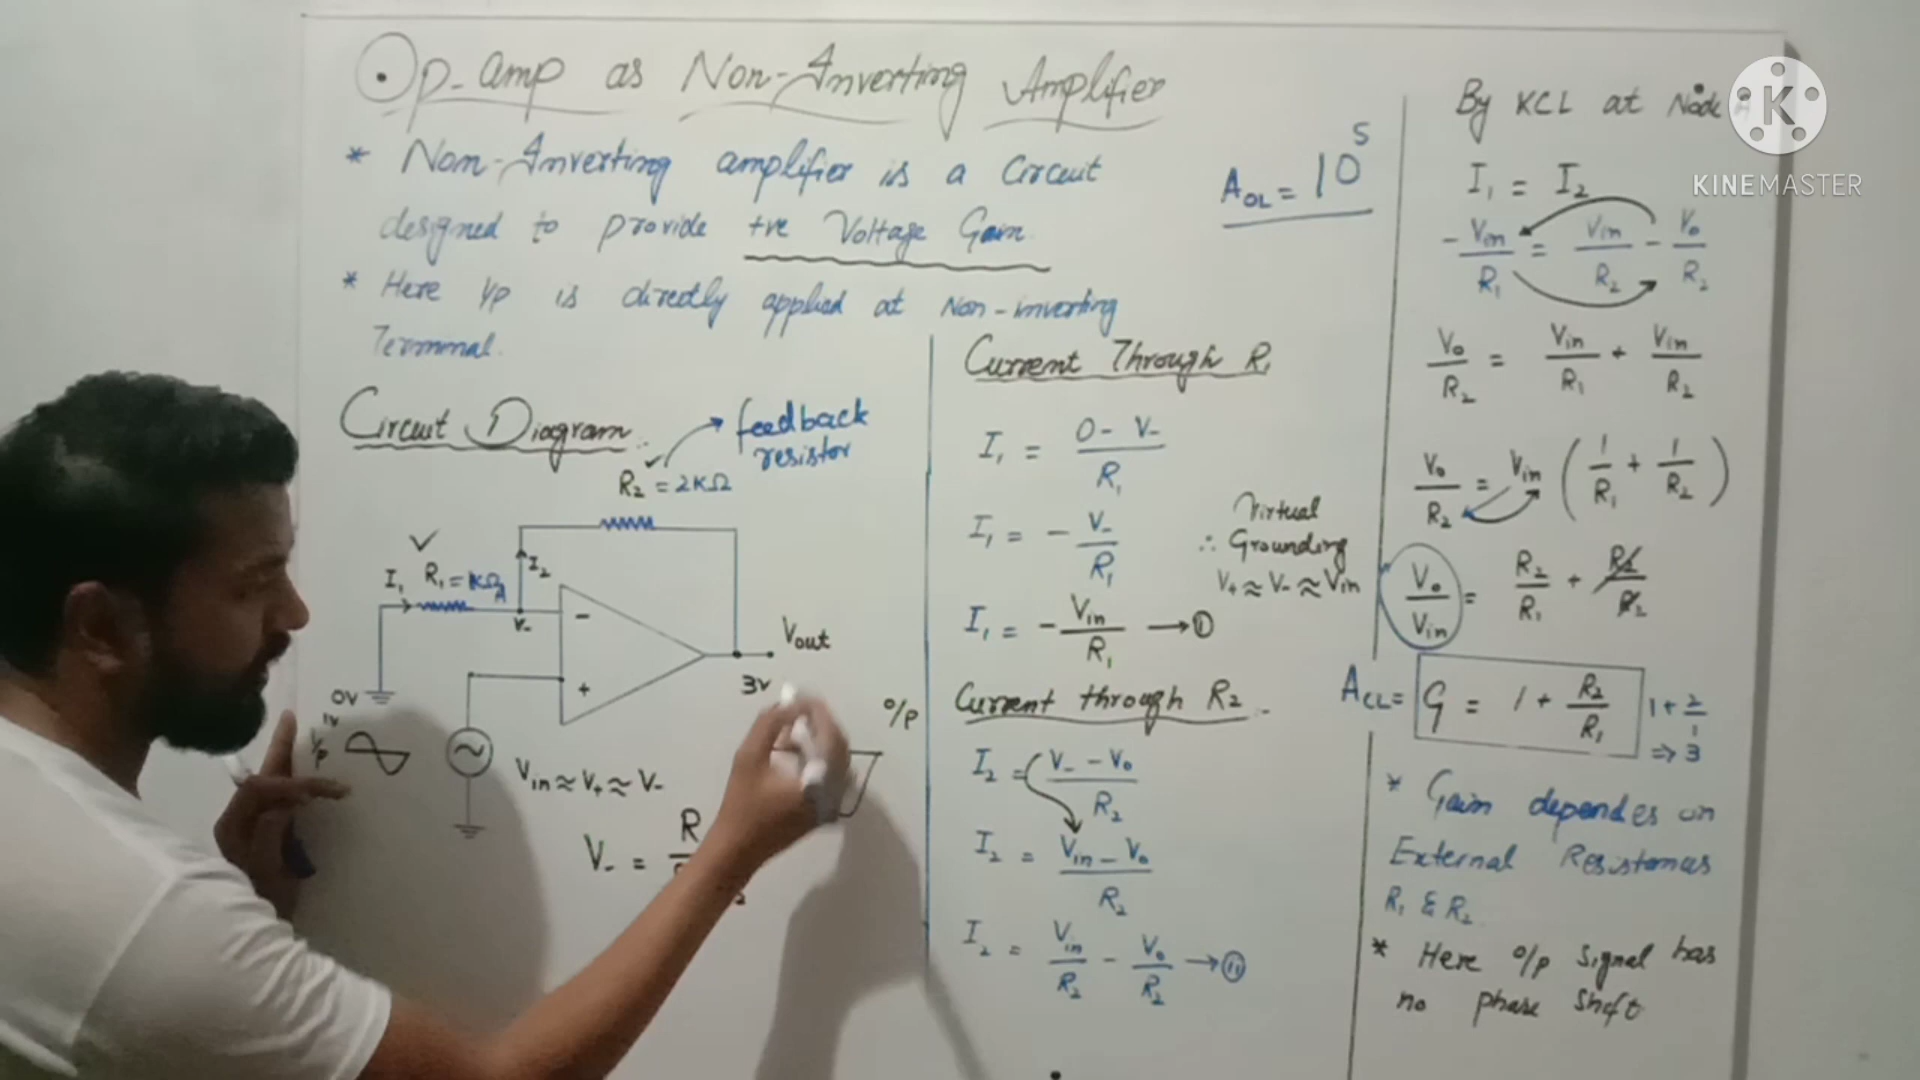 Op-amp as Non-Inverting Amplifier
* Non-Inverting amplifier is a Circuit
designed to provide +ve Voltage Gain.
* Here I/p is directly applied at Non-inverting
Terminal.
Circuit Diagram:
feedback
resistor
R₂ = 2KΩ
I₂
I₁ R₁ = KΩ
A
V₋
−
+
Vout
3v
0V
1v
I/p
O/p
Vin ≈ V₊ ≈ V₋
V₋ = R
A_OL = 10⁵
Current Through R₁
I₁ = 0 - V₋ / R₁
I₁ = - V₋ / R₁
I₁ = - Vin / R₁ → ①
∴ Virtual
Grounding
V₊ ≈ V₋ ≈ Vin
Current through R₂
I₂ = V₋ - V₀ / R₂
I₂ = Vin - V₀ / R₂
I₂ = Vin / R₂ - V₀ / R₂ → ⑪
By KCL at Node
I₁ = I₂
- Vin / R₁ = Vin / R₂ - V₀ / R₂
V₀ / R₂ = Vin / R₁ + Vin / R₂
V₀ / R₂ = Vin ( 1 / R₁ + 1 / R₂ )
V₀ / Vin = R₂ / R₁ + R₂ / R₂
A_CL = G = 1 + R₂ / R₁
1 + 2/1
⇒ 3
* Gain dependes on
External Resistances
R₁ & R₂
* Here O/p signal has
no phase shift
K
KINEMASTER